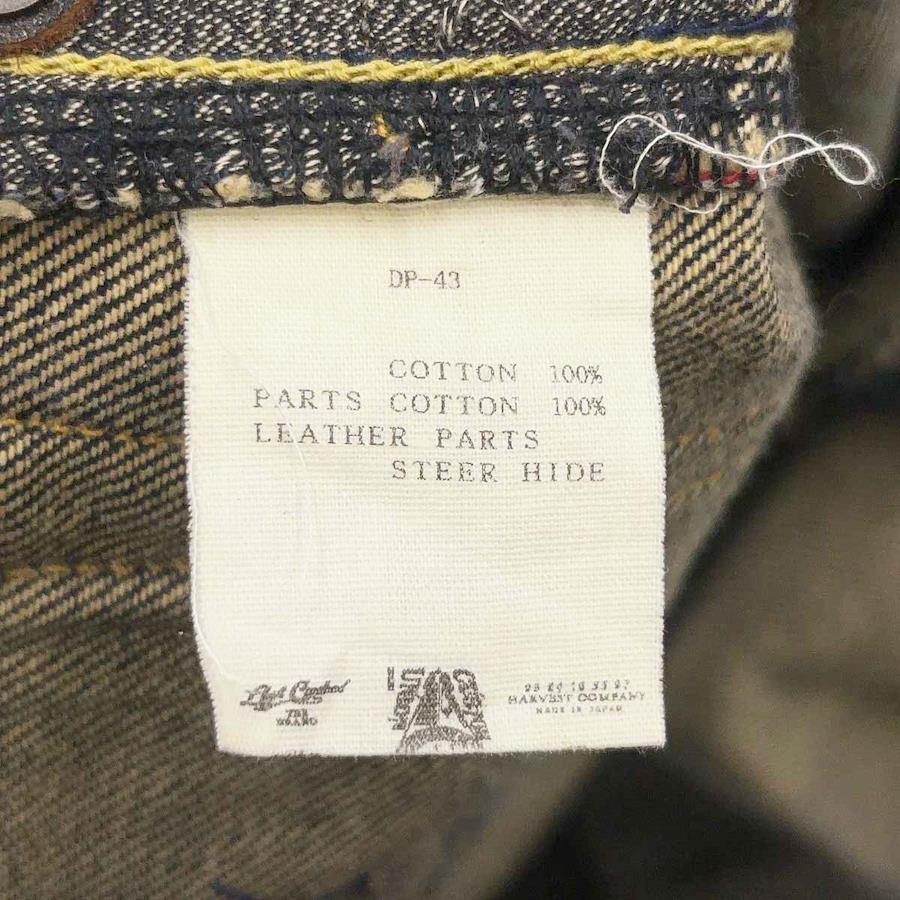 DP-43
COTTON 100%
PARTS COTTON 100%
LEATHER PARTS
STEER HIDE
HARVEST COMPANY
MADE IN JAPAN